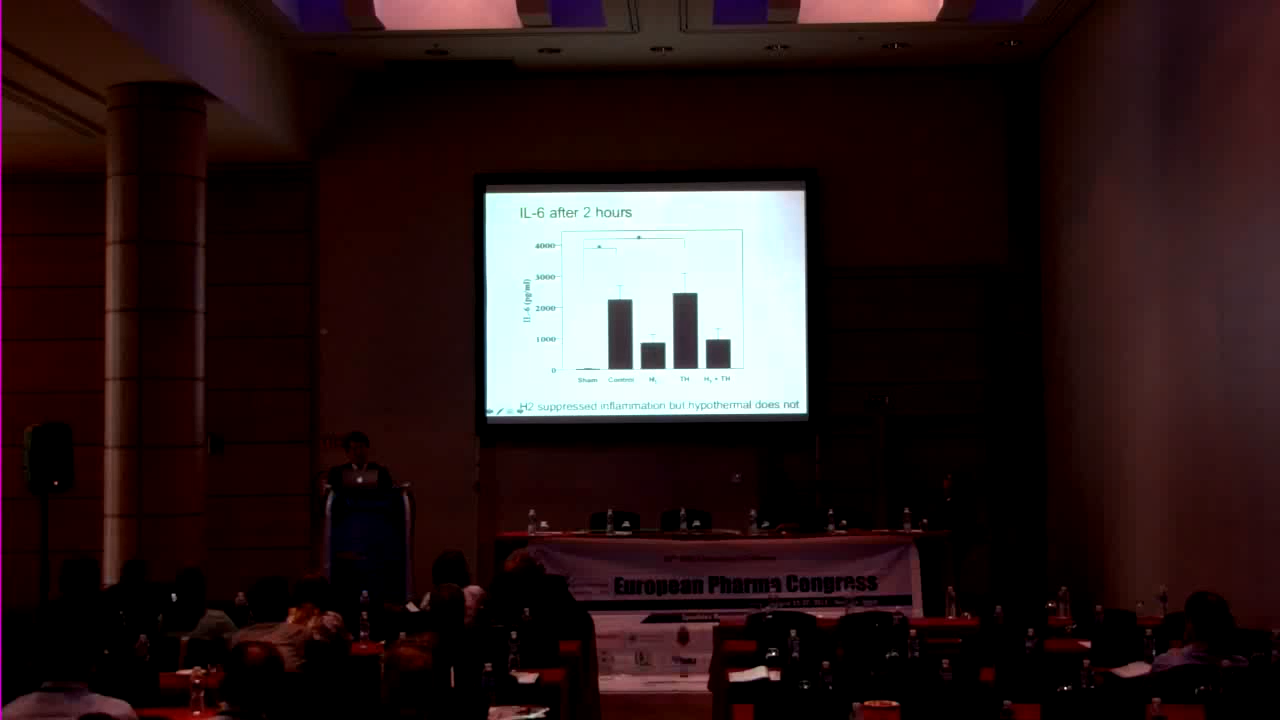 IL-6 after 2 hours
4000
3000
2000
1000
0
IL-6 (pg/ml)
Sham Control H₂ TH H₂ + TH
H2 suppressed inflammation but hypothermal does not
European Pharma Congress